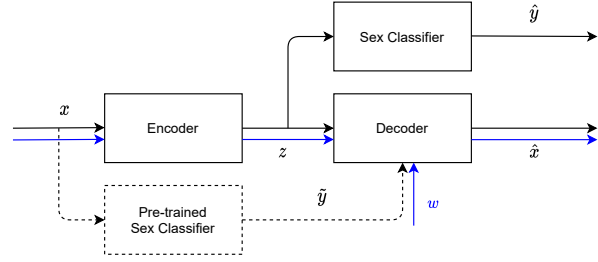 ŷ
Sex Classifier
x
Encoder
Decoder
z
x̂
Pre-trained
Sex Classifier
ỹ
w